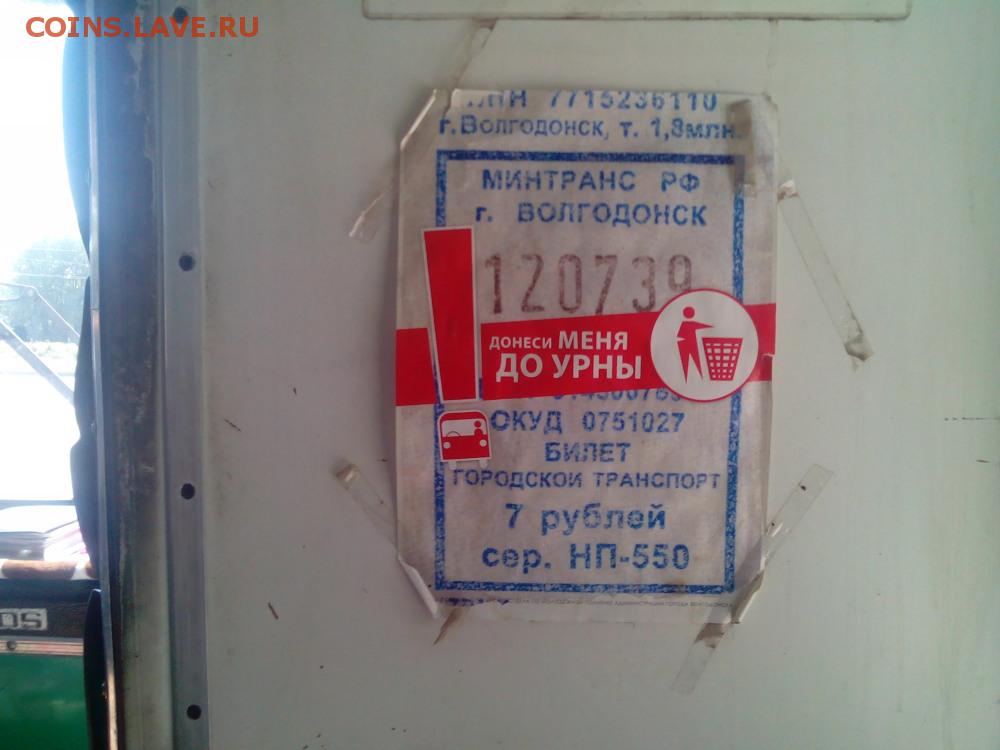 COINS.LAVE.RU
ИНН 7715236110
г.Волгодонск, т. 1,8млн.
МИНТРАНС РФ
г. ВОЛГОДОНСК
120739
ДОНЕСИ МЕНЯ
ДО УРНЫ
ОКУД 0751027
БИЛЕТ
ГОРОДСКОЙ ТРАНСПОРТ
7 рублей
сер. НП-550